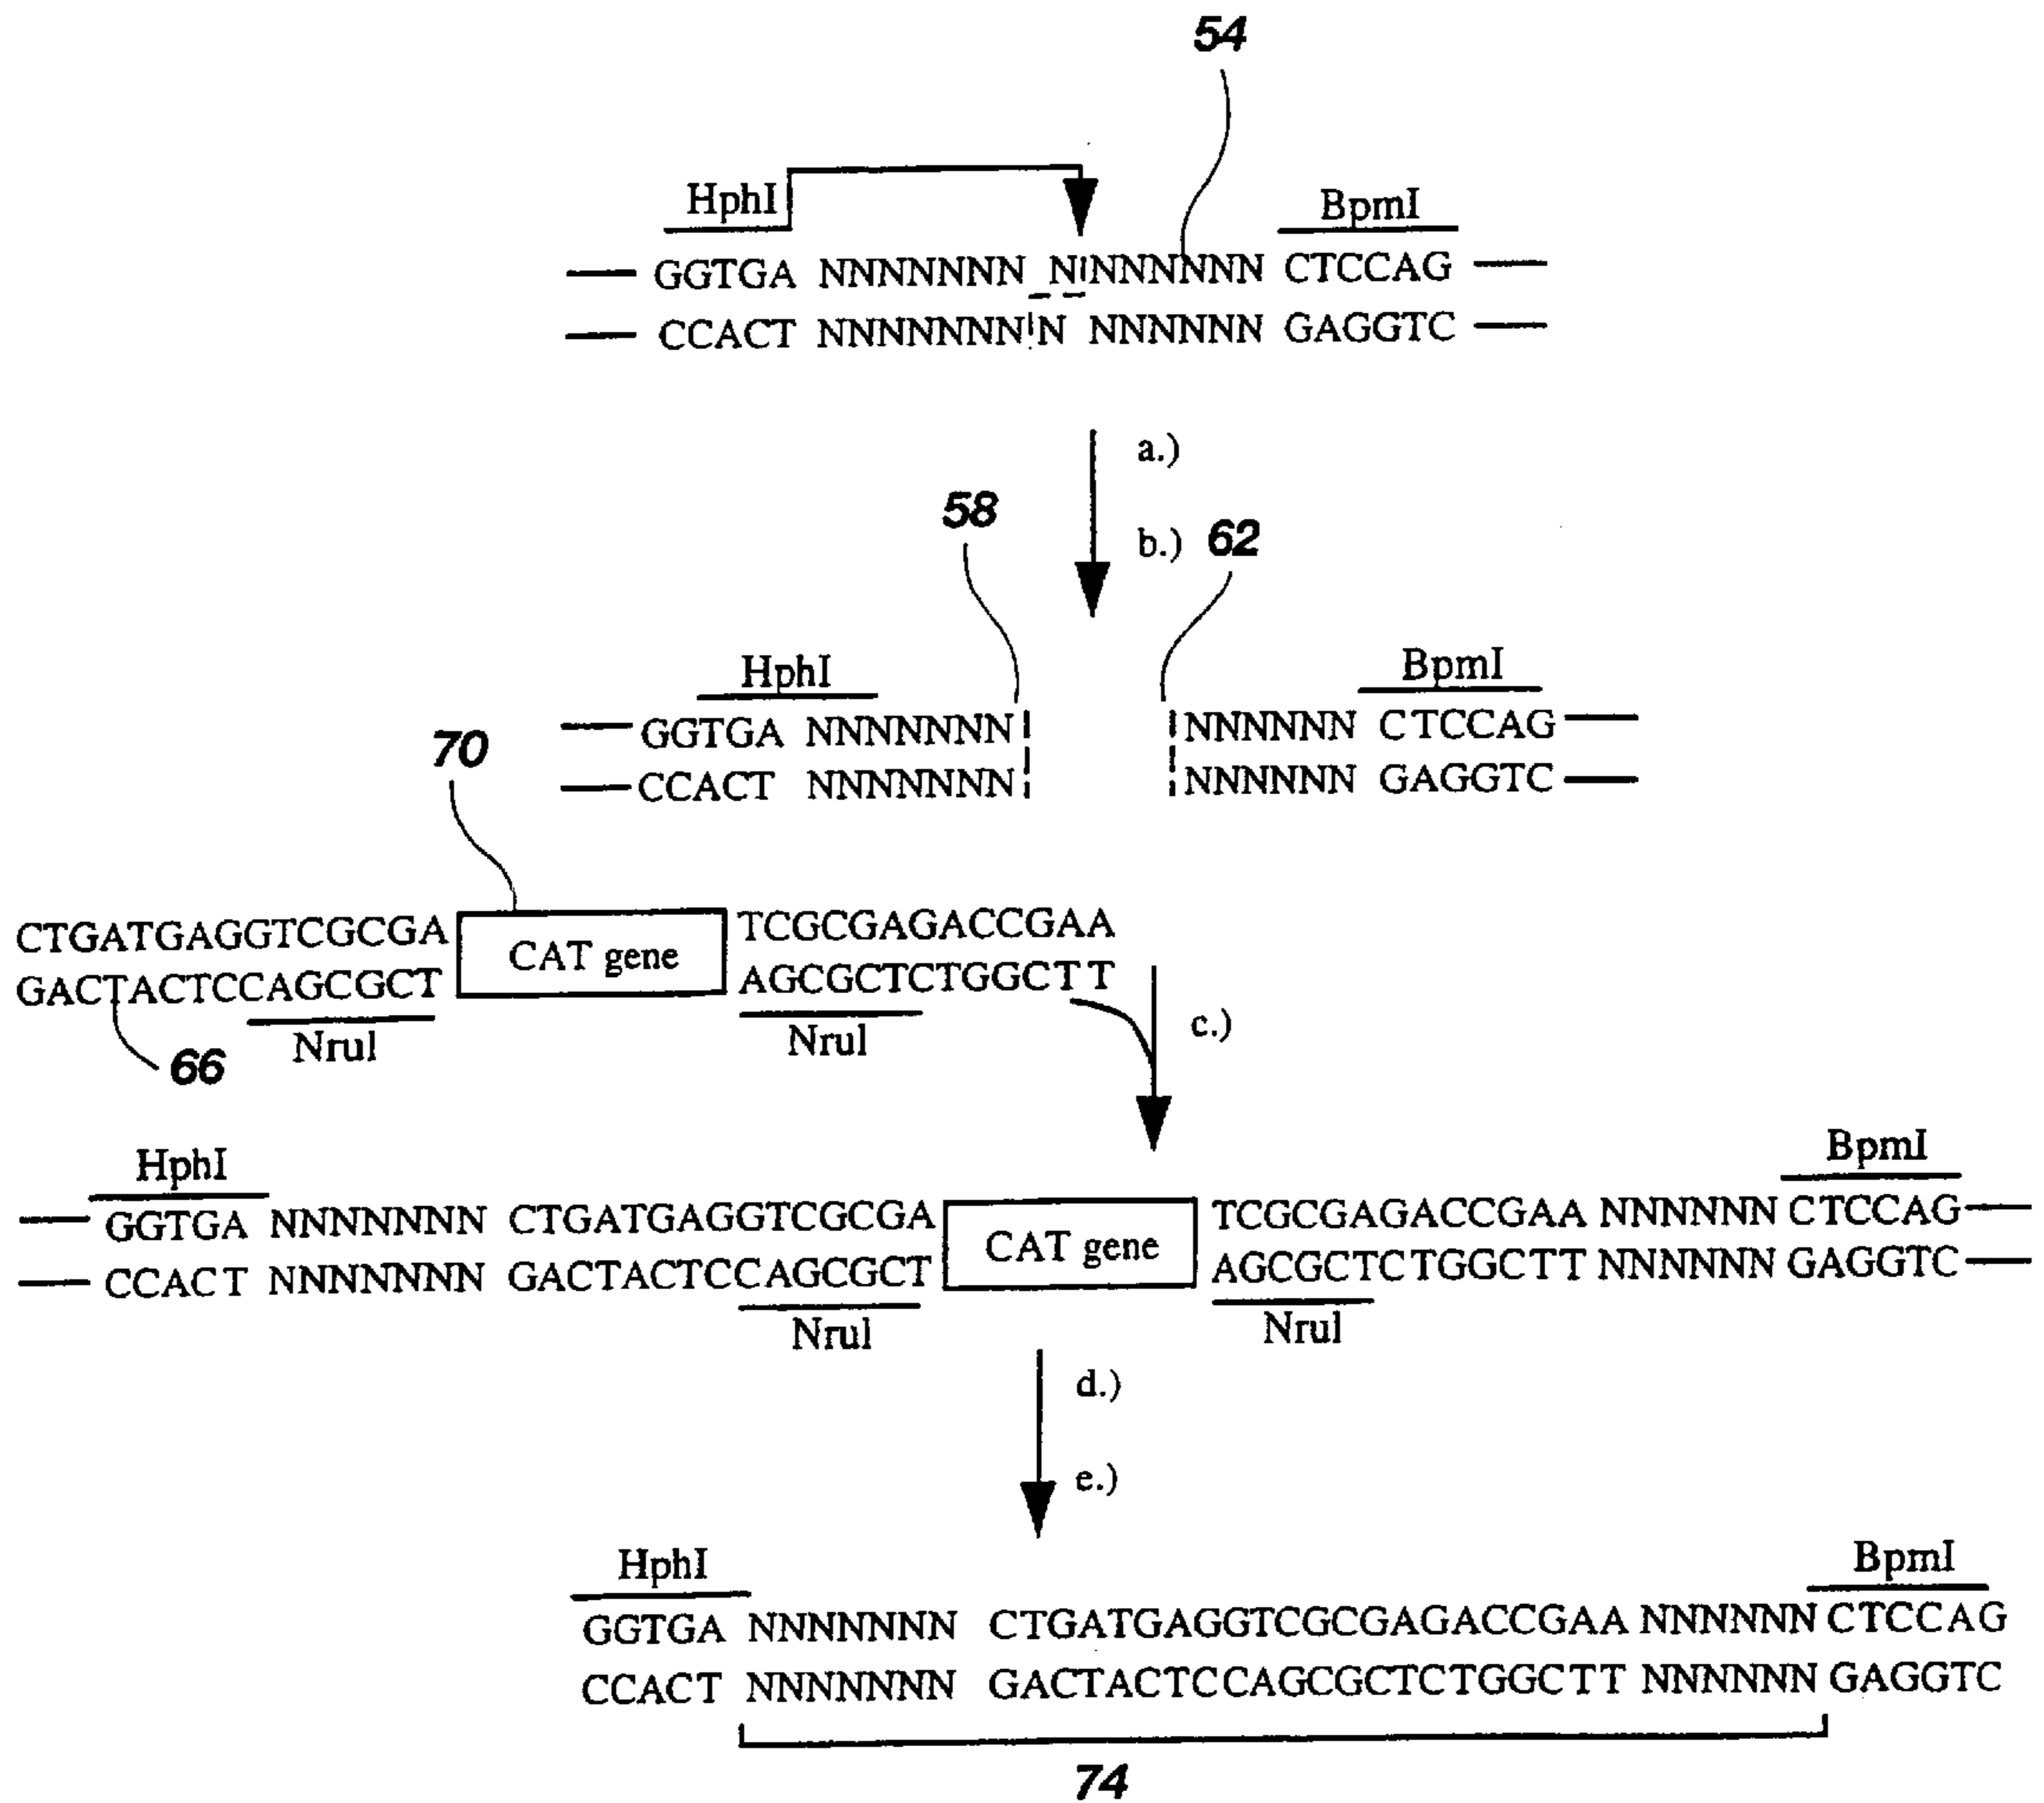 54
HphI BpmI
GGTGA NNNNNNN N NNNNNN CTCCAG
CCACT NNNNNNN N NNNNNN GAGGTC
a.)
58 b.) 62
HphI BpmI
GGTGA NNNNNNN NNNNNN CTCCAG
CCACT NNNNNNN NNNNNN GAGGTC
70
CTGATGAGGTCGCGA CAT gene TCGCGAGACCGAA
GACTACTCCAGCGCT AGCGCTCTGGCTT
NruI NruI
c.)
66
HphI BpmI
GGTGA NNNNNNN CTGATGAGGTCGCGA CAT gene TCGCGAGACCGAA NNNNNN CTCCAG
CCACT NNNNNNN GACTACTCCAGCGCT AGCGCTCTGGCTT NNNNNN GAGGTC
NruI NruI
d.)
e.)
HphI BpmI
GGTGA NNNNNNN CTGATGAGGTCGCGAGACCGAA NNNNNN CTCCAG
CCACT NNNNNNN GACTACTCCAGCGCTCTGGCTT NNNNNN GAGGTC
74